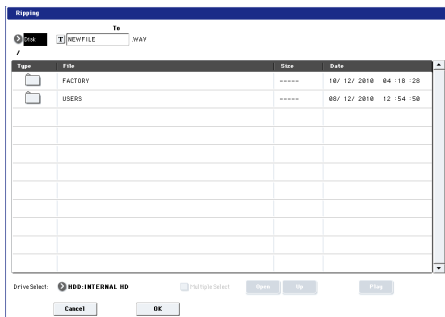 Ripping
To
Disk T NEWFILE .WAV
/
Type File Size Date
FACTORY ----- 10/ 12/ 2010 04 :18 :28
USERS ----- 08/ 12/ 2010 12 :54 :50
Drive Select: HDD:INTERNAL HD Multiple Select Open Up Play
Cancel OK